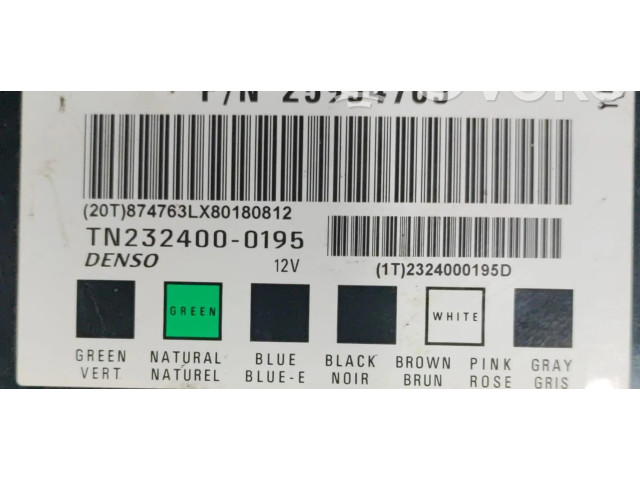 P/N 25954763
(20T)874763LX80180812
TN232400-0195
DENSO 12V
(1T)2324000195D
GREEN WHITE
GREEN NATURAL BLUE BLACK BROWN PINK GRAY
VERT NATUREL BLUE-E NOIR BRUN ROSE GRIS